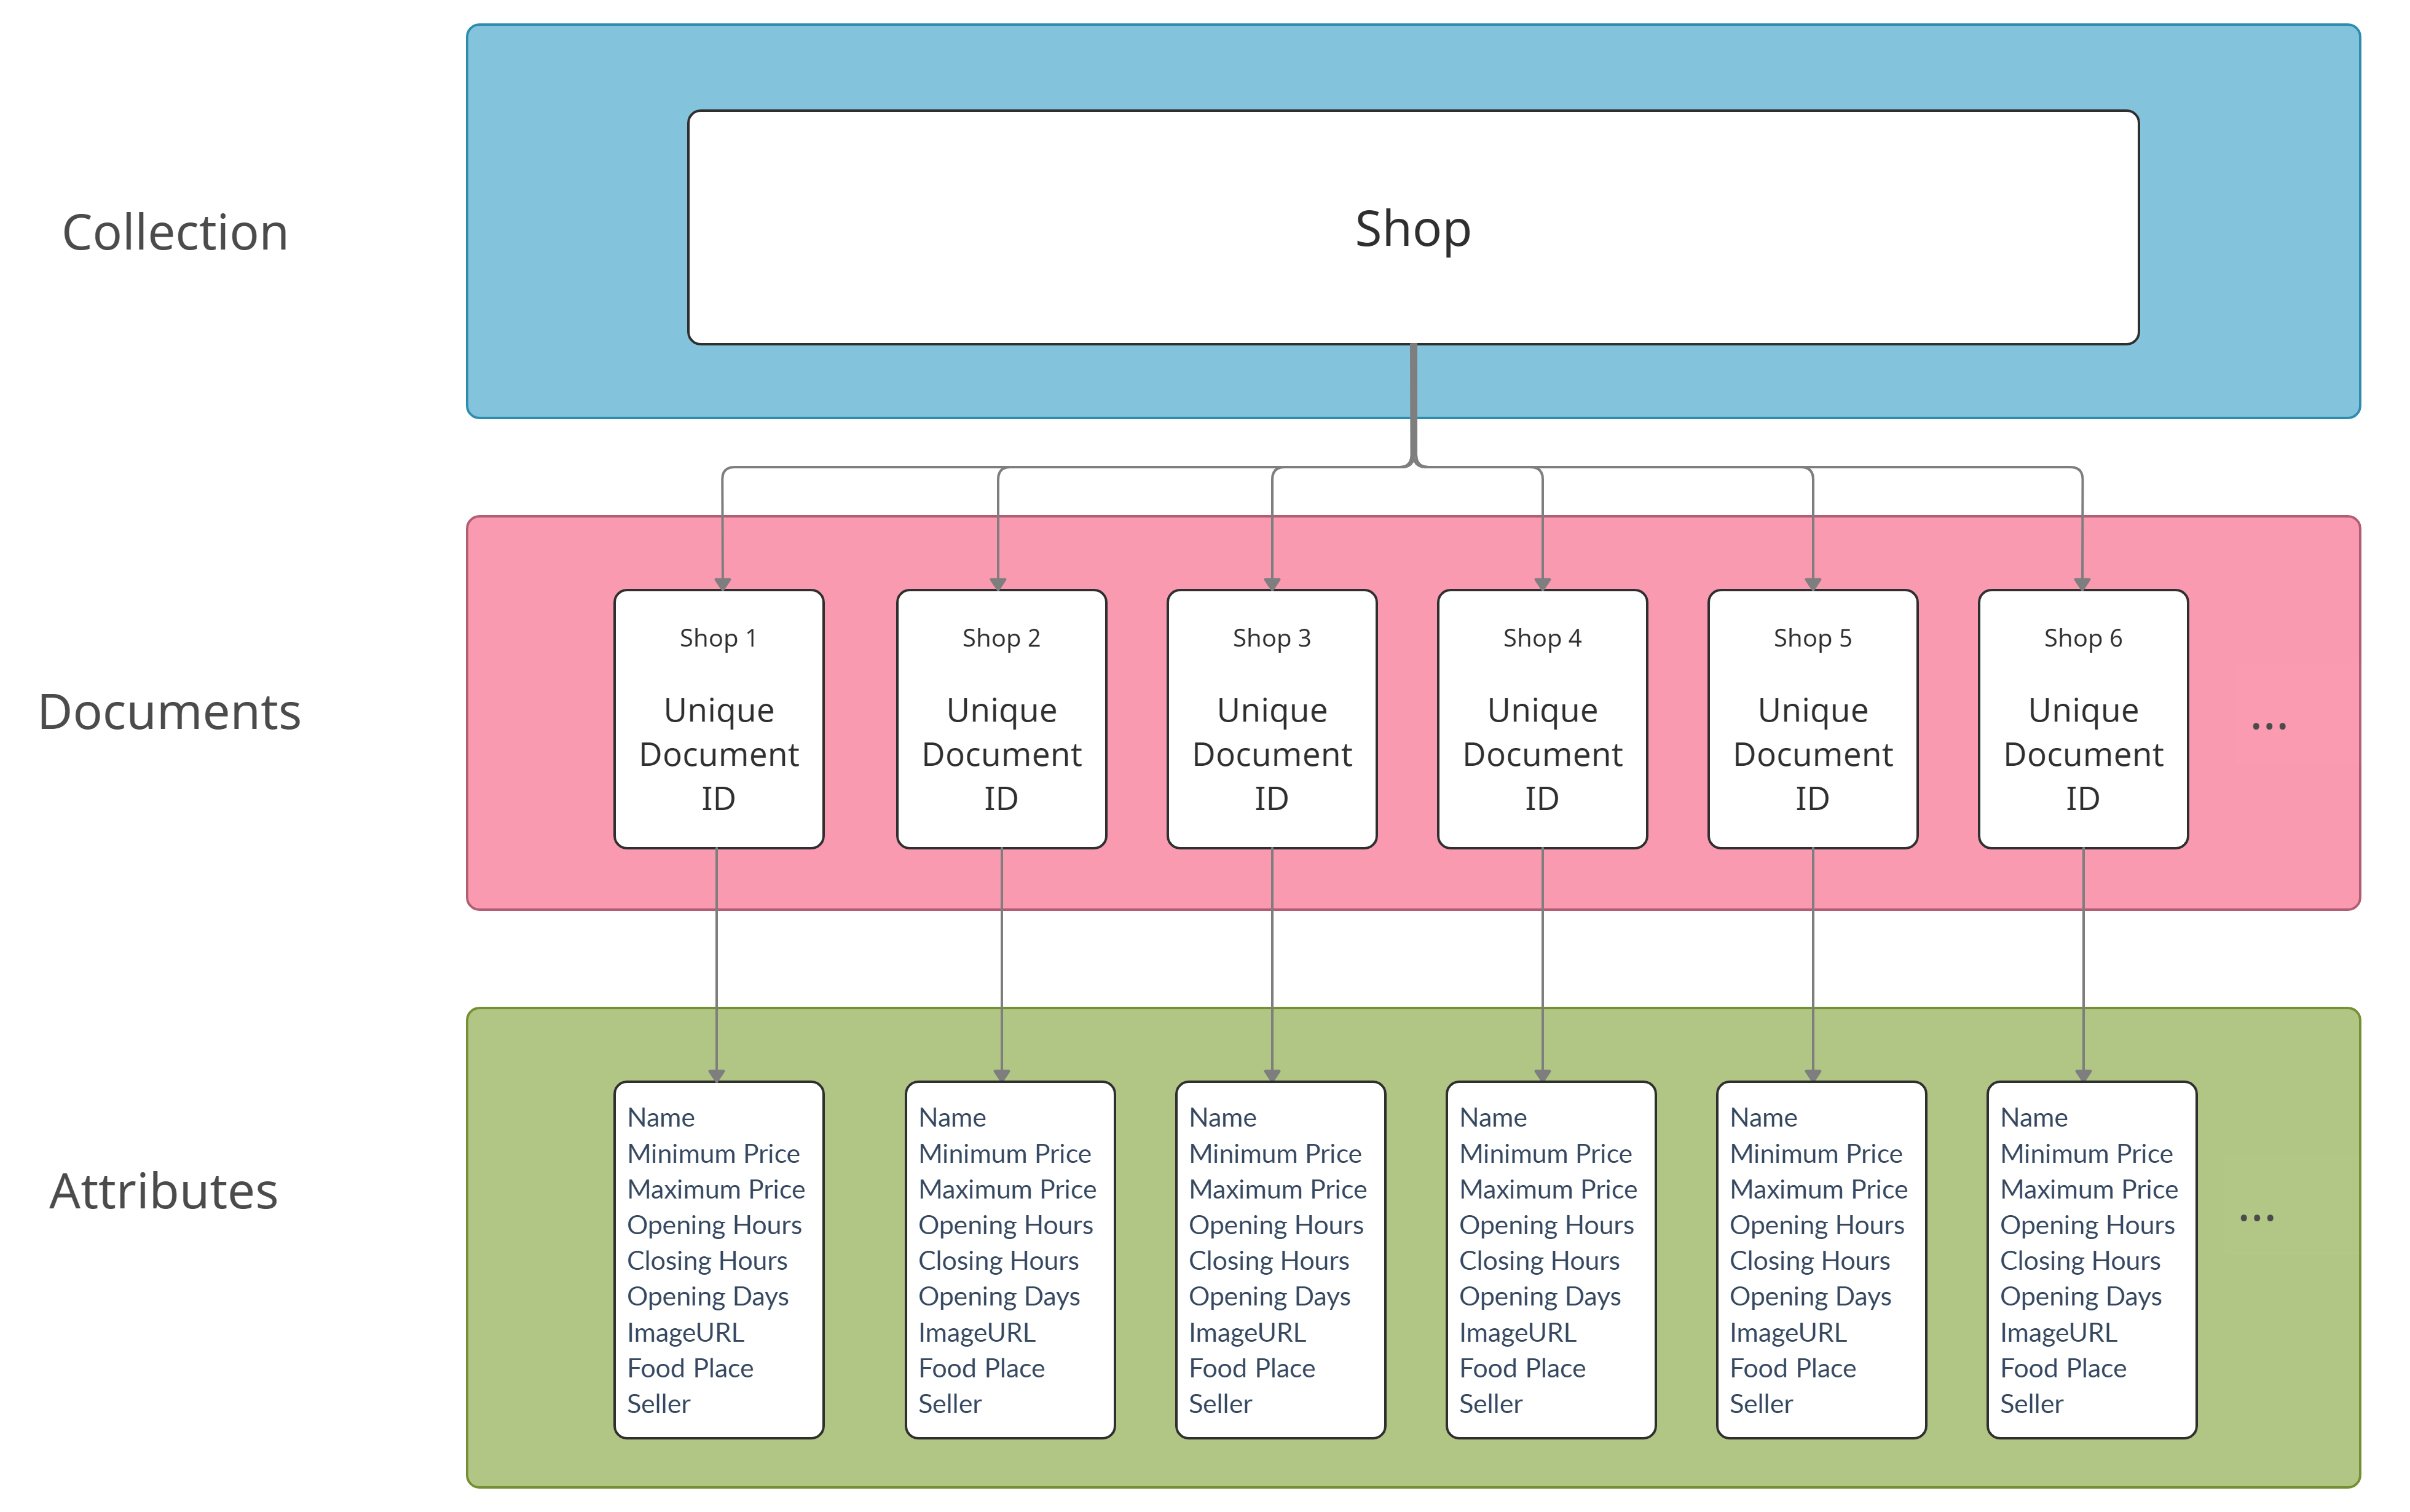 Collection
Shop
Documents
Shop 1
Unique
Document
ID
Shop 2
Unique
Document
ID
Shop 3
Unique
Document
ID
Shop 4
Unique
Document
ID
Shop 5
Unique
Document
ID
Shop 6
Unique
Document
ID
...
Attributes
Name
Minimum Price
Maximum Price
Opening Hours
Closing Hours
Opening Days
ImageURL
Food Place
Seller
Name
Minimum Price
Maximum Price
Opening Hours
Closing Hours
Opening Days
ImageURL
Food Place
Seller
Name
Minimum Price
Maximum Price
Opening Hours
Closing Hours
Opening Days
ImageURL
Food Place
Seller
Name
Minimum Price
Maximum Price
Opening Hours
Closing Hours
Opening Days
ImageURL
Food Place
Seller
Name
Minimum Price
Maximum Price
Opening Hours
Closing Hours
Opening Days
ImageURL
Food Place
Seller
Name
Minimum Price
Maximum Price
Opening Hours
Closing Hours
Opening Days
ImageURL
Food Place
Seller
...